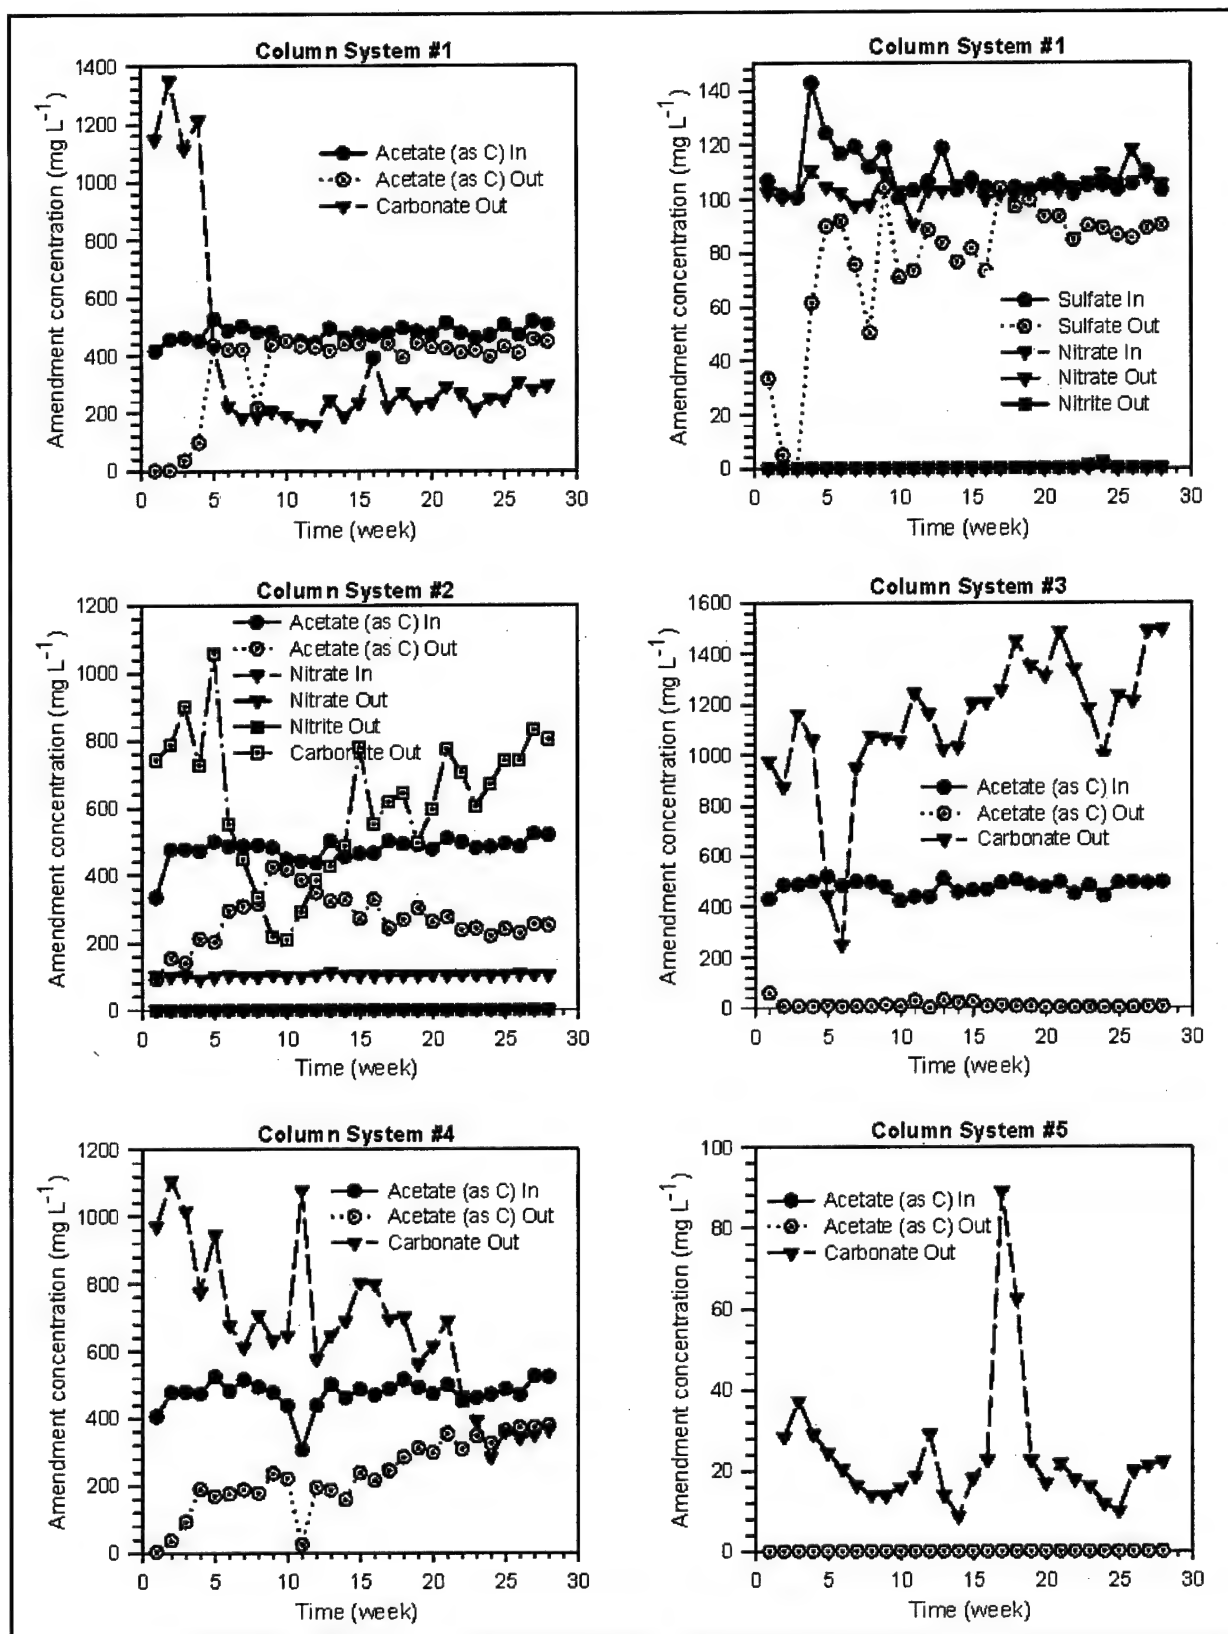 Column System #1
Amendment concentration (mg L⁻¹)
1400
1200
1000
800
600
400
200
0
Acetate (as C) In
Acetate (as C) Out
Carbonate Out
0 5 10 15 20 25 30
Time (week)
Column System #1
Amendment concentration (mg L⁻¹)
140
120
100
80
60
40
20
0
Sulfate In
Sulfate Out
Nitrate In
Nitrate Out
Nitrite Out
0 5 10 15 20 25 30
Time (week)
Column System #2
Amendment concentration (mg L⁻¹)
1200
1000
800
600
400
200
0
Acetate (as C) In
Acetate (as C) Out
Nitrate In
Nitrate Out
Nitrite Out
Carbonate Out
0 5 10 15 20 25 30
Time (week)
Column System #3
Amendment concentration (mg L⁻¹)
1600
1400
1200
1000
800
600
400
200
0
Acetate (as C) In
Acetate (as C) Out
Carbonate Out
0 5 10 15 20 25 30
Time (week)
Column System #4
Amendment concentration (mg L⁻¹)
1200
1000
800
600
400
200
0
Acetate (as C) In
Acetate (as C) Out
Carbonate Out
0 5 10 15 20 25 30
Time (week)
Column System #5
Amendment concentration (mg L⁻¹)
100
80
60
40
20
0
Acetate (as C) In
Acetate (as C) Out
Carbonate Out
0 5 10 15 20 25 30
Time (week)